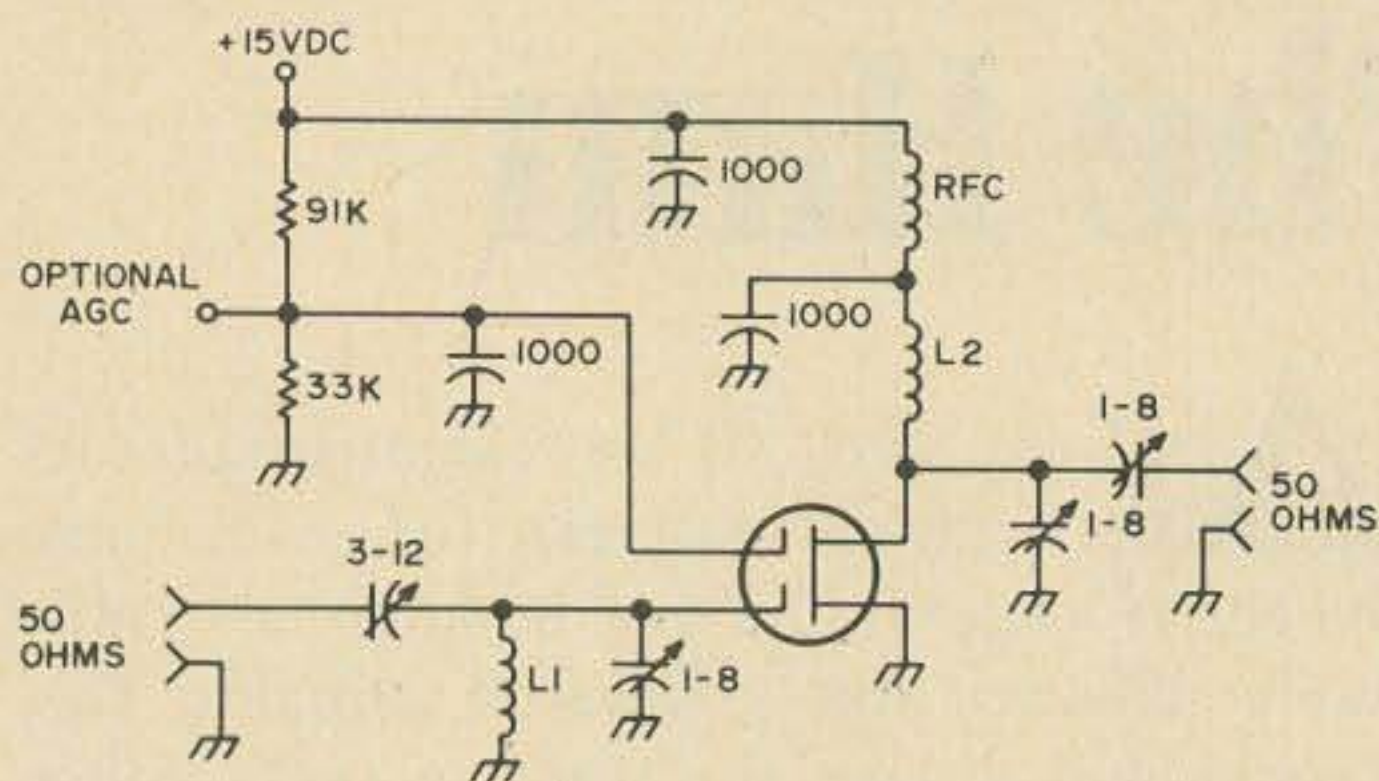 +15VDC
1000
RFC
91K
OPTIONAL
AGC
1000
1000
L2
33K
1-8
50
OHMS
1-8
3-12
50
OHMS
L1
1-8